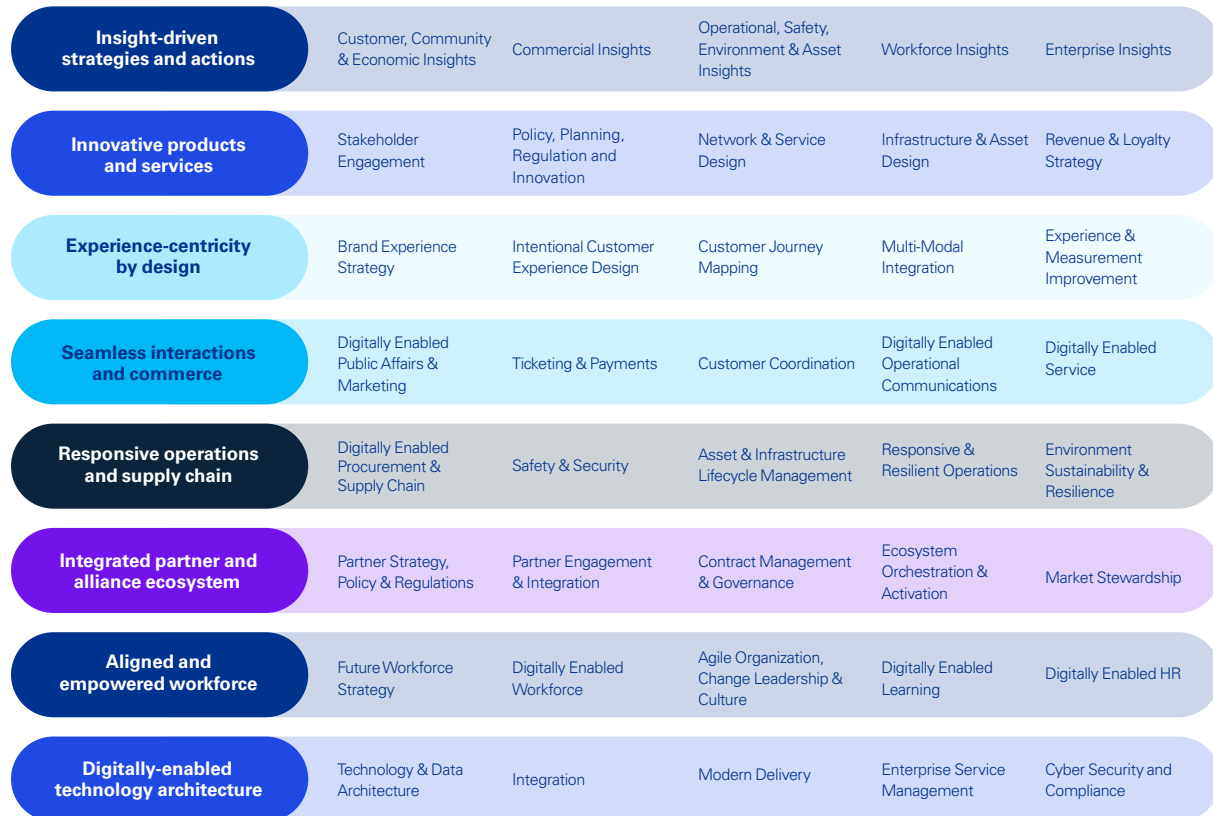 Insight-driven
strategies and actions
Customer, Community
& Economic Insights
Commercial Insights
Operational, Safety,
Environment & Asset
Insights
Workforce Insights
Enterprise Insights
Innovative products
and services
Stakeholder
Engagement
Policy, Planning,
Regulation and
Innovation
Network & Service
Design
Infrastructure & Asset
Design
Revenue & Loyalty
Strategy
Experience-centricity
by design
Brand Experience
Strategy
Intentional Customer
Experience Design
Customer Journey
Mapping
Multi-Modal
Integration
Experience &
Measurement
Improvement
Seamless interactions
and commerce
Digitally Enabled
Public Affairs &
Marketing
Ticketing & Payments
Customer Coordination
Digitally Enabled
Operational
Communications
Digitally Enabled
Service
Responsive operations
and supply chain
Digitally Enabled
Procurement &
Supply Chain
Safety & Security
Asset & Infrastructure
Lifecycle Management
Responsive &
Resilient Operations
Environment
Sustainability &
Resilience
Integrated partner and
alliance ecosystem
Partner Strategy,
Policy & Regulations
Partner Engagement
& Integration
Contract Management
& Governance
Ecosystem
Orchestration &
Activation
Market Stewardship
Aligned and
empowered workforce
Future Workforce
Strategy
Digitally Enabled
Workforce
Agile Organization,
Change Leadership &
Culture
Digitally Enabled
Learning
Digitally Enabled HR
Digitally-enabled
technology architecture
Technology & Data
Architecture
Integration
Modern Delivery
Enterprise Service
Management
Cyber Security and
Compliance